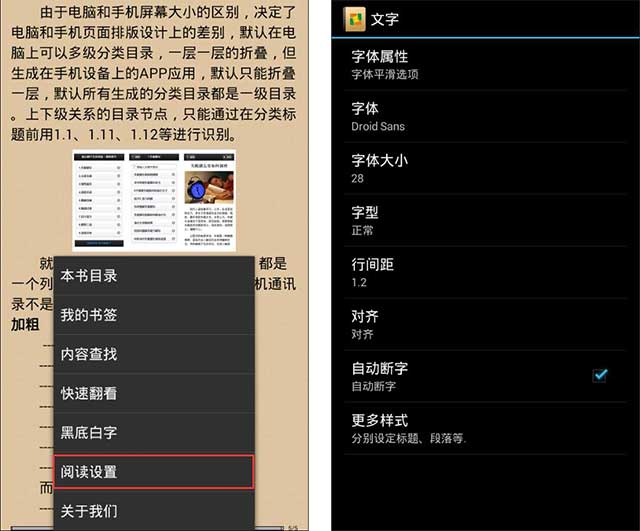 由于电脑和手机屏幕大小的区别，决定了
电脑和手机页面排版设计上的差别，默认在电
脑上可以多级分类目录，一层一层的折叠，但
生成在手机设备上的APP应用，默认只能折叠
一层，默认所有生成的分类目录都是一级目录
。上下级关系的目录节点，只能通过在分类标
题前用1.1、1.11、1.12等进行识别。
就
都是
一个列
机通讯
录不是
加粗
而
本书目录
我的书签
内容查找
快速翻看
黑底白字
阅读设置
关于我们
5/5
文字
字体属性
字体平滑选项
字体
Droid Sans
字体大小
28
字型
正常
行间距
1.2
对齐
对齐
自动断字
自动断字
更多样式
分别设定标题、段落等.